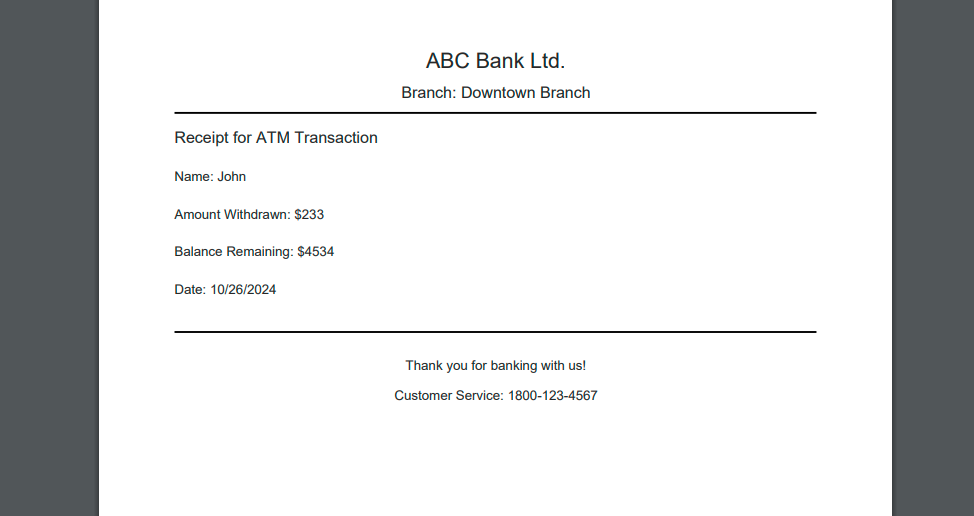 ABC Bank Ltd.
Branch: Downtown Branch
Receipt for ATM Transaction
Name: John
Amount Withdrawn: $233
Balance Remaining: $4534
Date: 10/26/2024
Thank you for banking with us!
Customer Service: 1800-123-4567